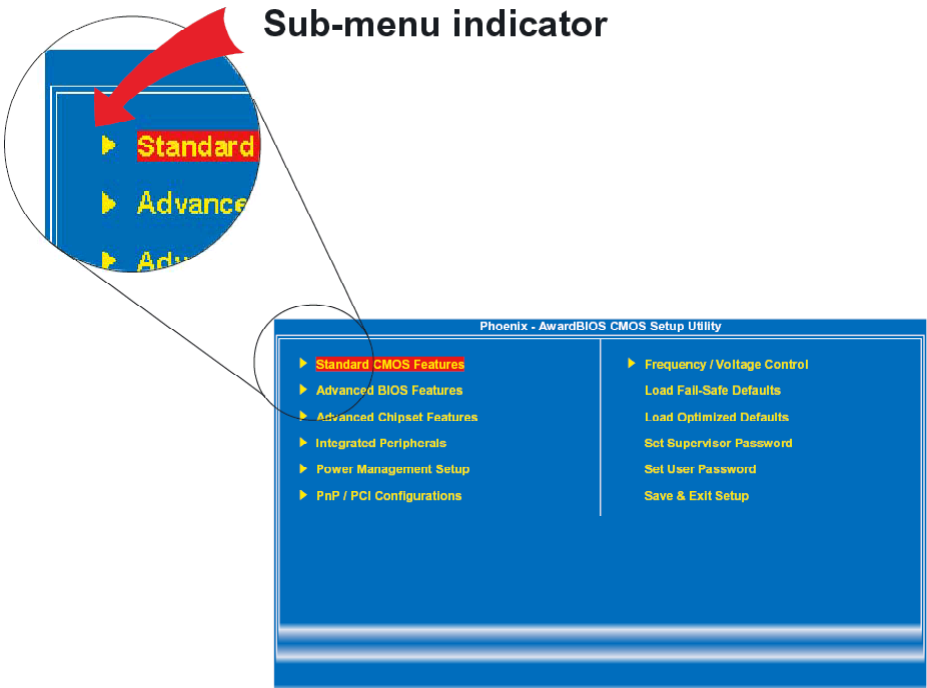 Sub-menu indicator
Standard
Advance
Phoenix - AwardBIOS CMOS Setup Utility
Standard CMOS Features
Advanced BIOS Features
Advanced Chipset Features
Integrated Peripherals
Power Management Setup
PnP / PCI Configurations
Frequency / Voltage Control
Load Fail-Safe Defaults
Load Optimized Defaults
Set Supervisor Password
Set User Password
Save & Exit Setup